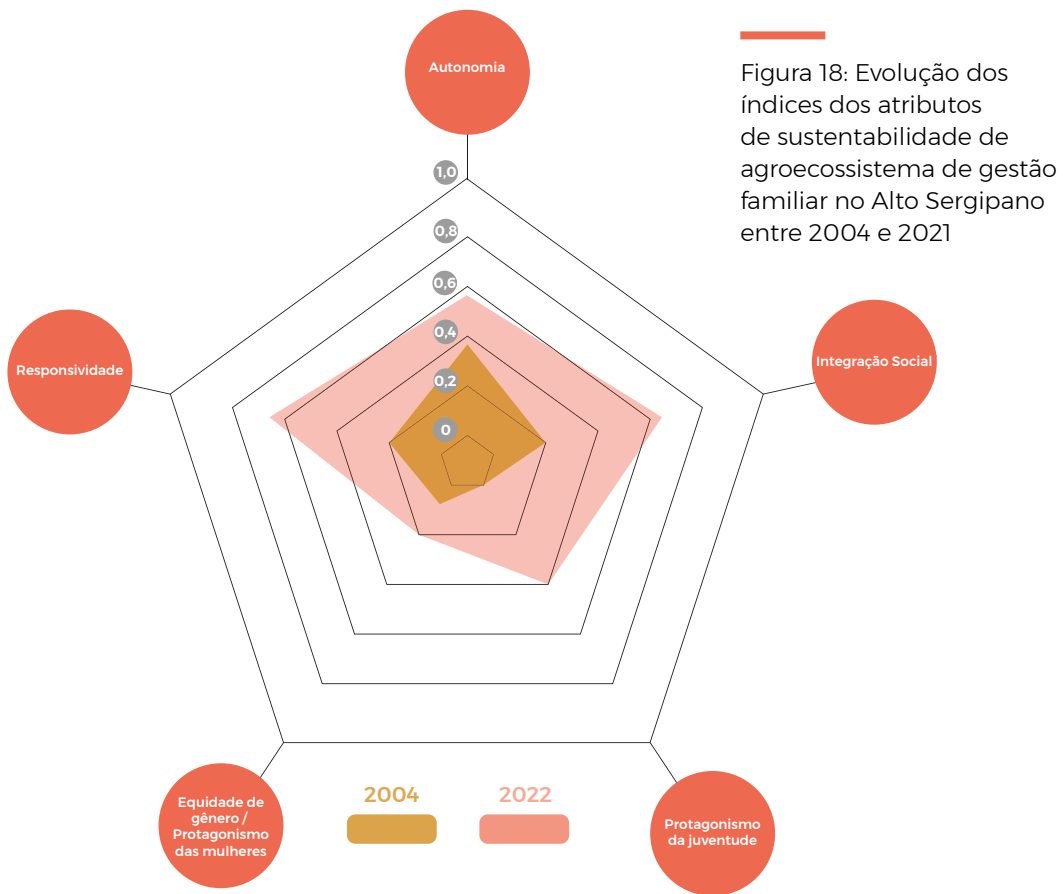 Autonomia
Figura 18: Evolução dos
índices dos atributos
de sustentabilidade de
agroecossistema de gestão
familiar no Alto Sergipano
entre 2004 e 2021
1,0
0,8
0,6
0,4
0,2
0
Responsividade
Integração Social
Equidade de
gênero /
Protagonismo
das mulheres
2004
2022
Protagonismo
da juventude